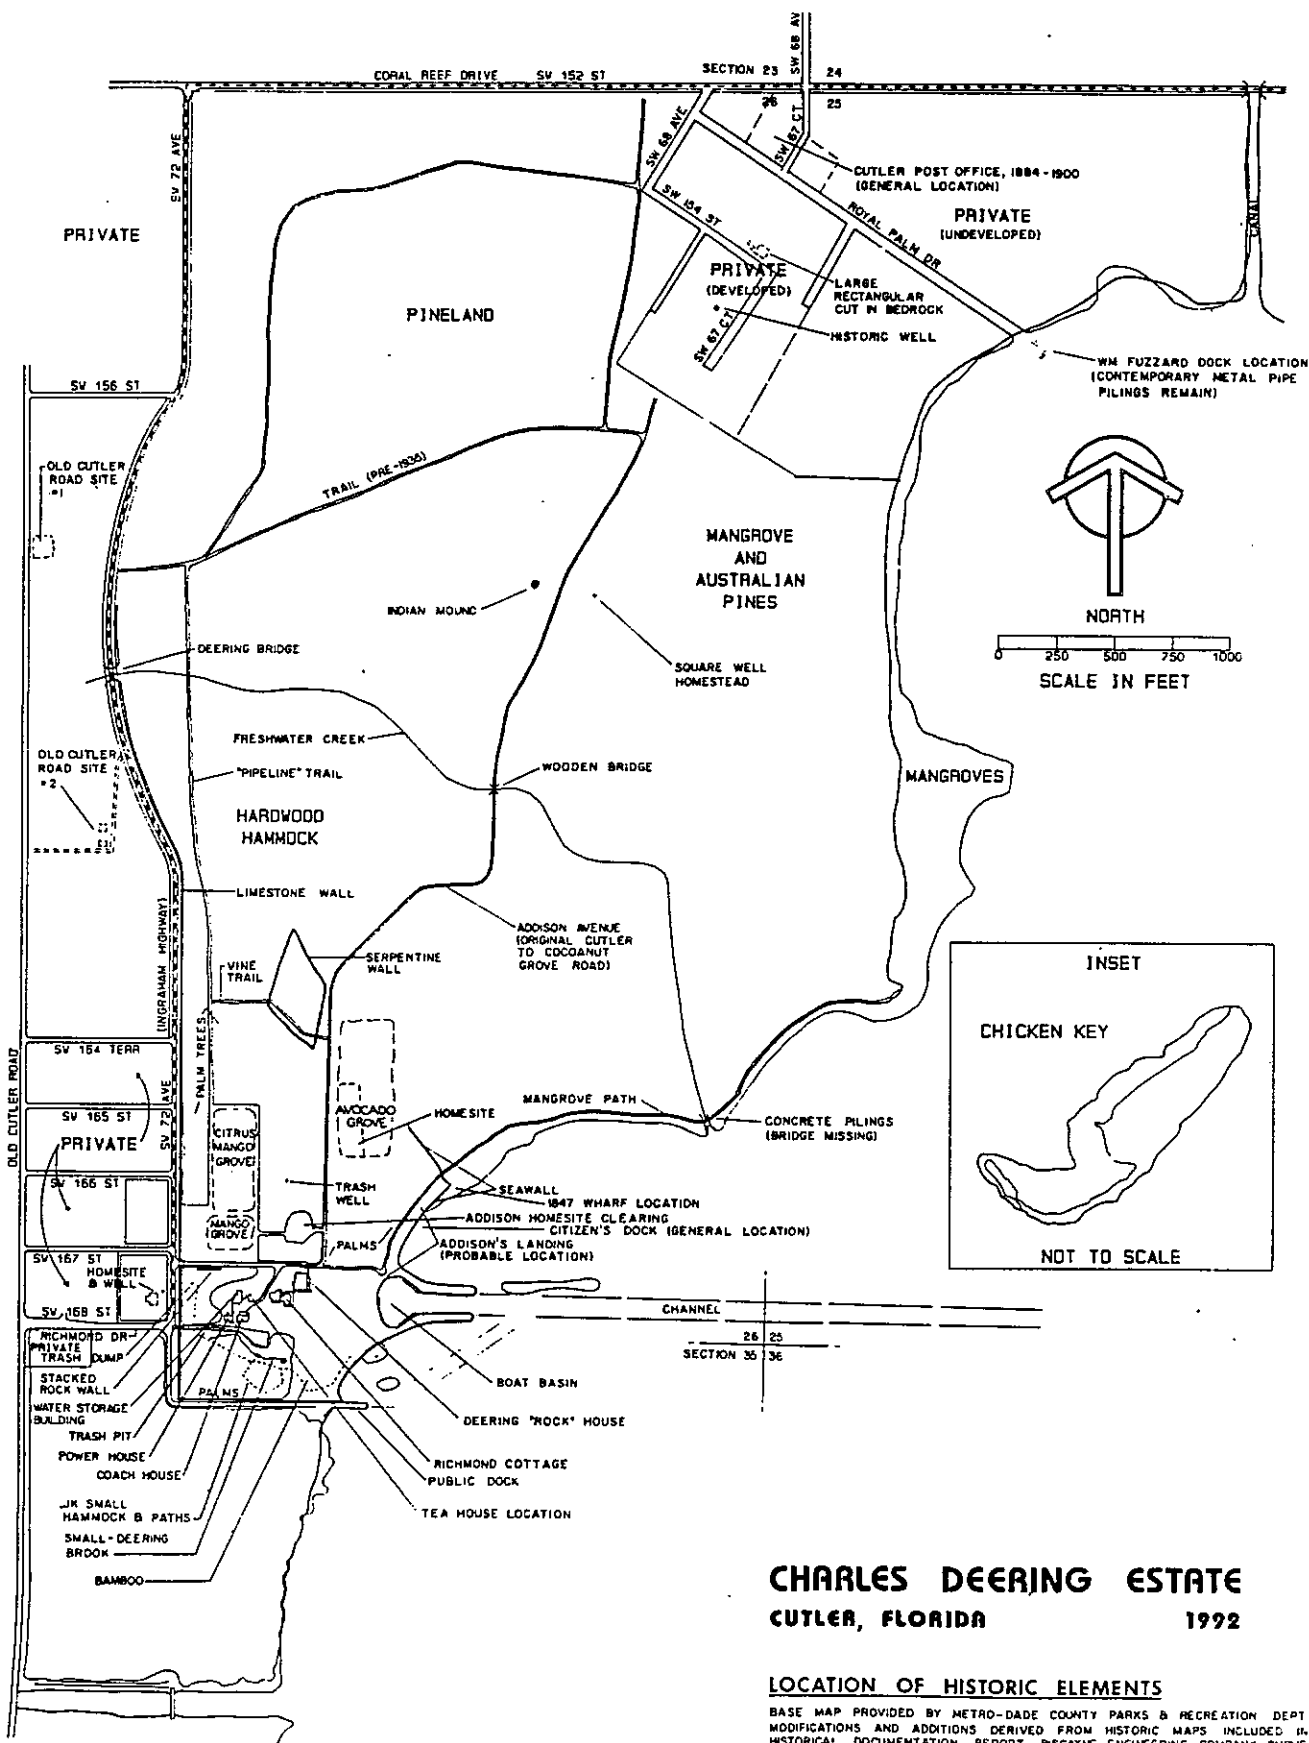 CORAL REEF DRIVE SW 152 ST
SECTION 23
24
26
25
SW 68 AV
SW 72 AVE
SW 68 AVE
SW 67 CT
CUTLER POST OFFICE, 1884-1900
(GENERAL LOCATION)
PRIVATE
SW 154 ST
ROYAL PALM DR
PRIVATE
(UNDEVELOPED)
CANAL
PRIVATE
(DEVELOPED)
LARGE
RECTANGULAR
CUT IN BEDROCK
PINELAND
HISTORIC WELL
SW 67 CT
WM FUZZARD DOCK LOCATION
(CONTEMPORARY METAL PIPE
PILINGS REMAIN)
SW 156 ST
OLD CUTLER
ROAD SITE
#1
TRAIL (PRE-1936)
MANGROVE
AND
AUSTRALIAN
PINES
INDIAN MOUND
NORTH
0 250 500 750 1000
SCALE IN FEET
DEERING BRIDGE
SQUARE WELL
HOMESTEAD
FRESHWATER CREEK
OLD CUTLER
ROAD SITE
#2
"PIPELINE" TRAIL
WOODEN BRIDGE
MANGROVES
HARDWOOD
HAMMOCK
LIMESTONE WALL
(INGRAHAM HIGHWAY)
ADDISON AVENUE
(ORIGINAL CUTLER
TO COCOANUT
GROVE ROAD)
SERPENTINE
WALL
VINE
TRAIL
INSET
CHICKEN KEY
NOT TO SCALE
OLD CUTLER ROAD
SW 164 TERR
PALM TREES
SW 72 AVE
SW 165 ST
PRIVATE
SW 166 ST
CITRUS
MANGO
GROVE
AVOCADO
GROVE
HOMESITE
MANGROVE PATH
CONCRETE PILINGS
(BRIDGE MISSING)
TRASH
WELL
SEAWALL
1847 WHARF LOCATION
ADDISON HOMESITE CLEARING
CITIZEN'S DOCK (GENERAL LOCATION)
MANGO
GROVE
PALMS
ADDISON'S LANDING
(PROBABLE LOCATION)
SW 167 ST
HOMESITE
& WELL
SW 168 ST
CHANNEL
26 25
SECTION 35 36
RICHMOND DR
PRIVATE
TRASH DUMP
STACKED
ROCK WALL
PALMS
BOAT BASIN
WATER STORAGE
BUILDING
DEERING "ROCK" HOUSE
TRASH PIT
POWER HOUSE
COACH HOUSE
RICHMOND COTTAGE
PUBLIC DOCK
JK SMALL
HAMMOCK & PATHS
TEA HOUSE LOCATION
SMALL-DEERING
BROOK
BAMBOO
CHARLES DEERING ESTATE
CUTLER, FLORIDA 1992
LOCATION OF HISTORIC ELEMENTS
BASE MAP PROVIDED BY METRO-DADE COUNTY PARKS & RECREATION DEPT
MODIFICATIONS AND ADDITIONS DERIVED FROM HISTORIC MAPS INCLUDED IN
HISTORICAL DOCUMENTATION REPORT, BISCAYNE ENGINEERING COMPANY